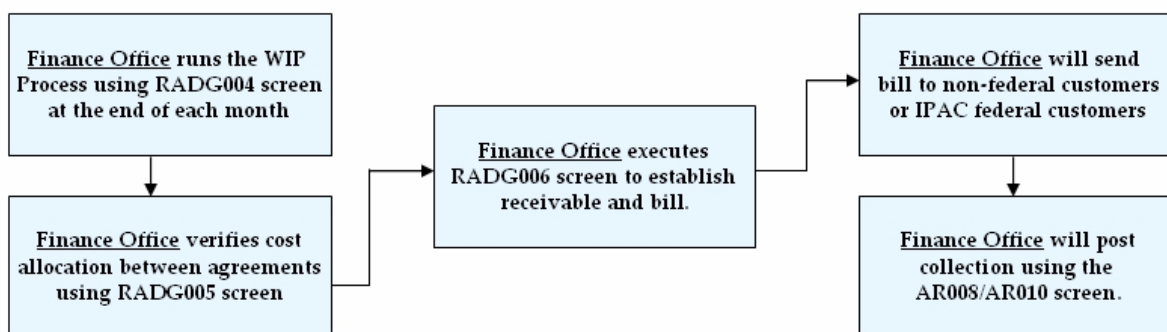 Finance Office runs the WIP
Process using RADG004 screen
at the end of each month
Finance Office verifies cost
allocation between agreements
using RADG005 screen
Finance Office executes
RADG006 screen to establish
receivable and bill.
Finance Office will send
bill to non-federal customers
or IPAC federal customers
Finance Office will post
collection using the
AR008/AR010 screen.